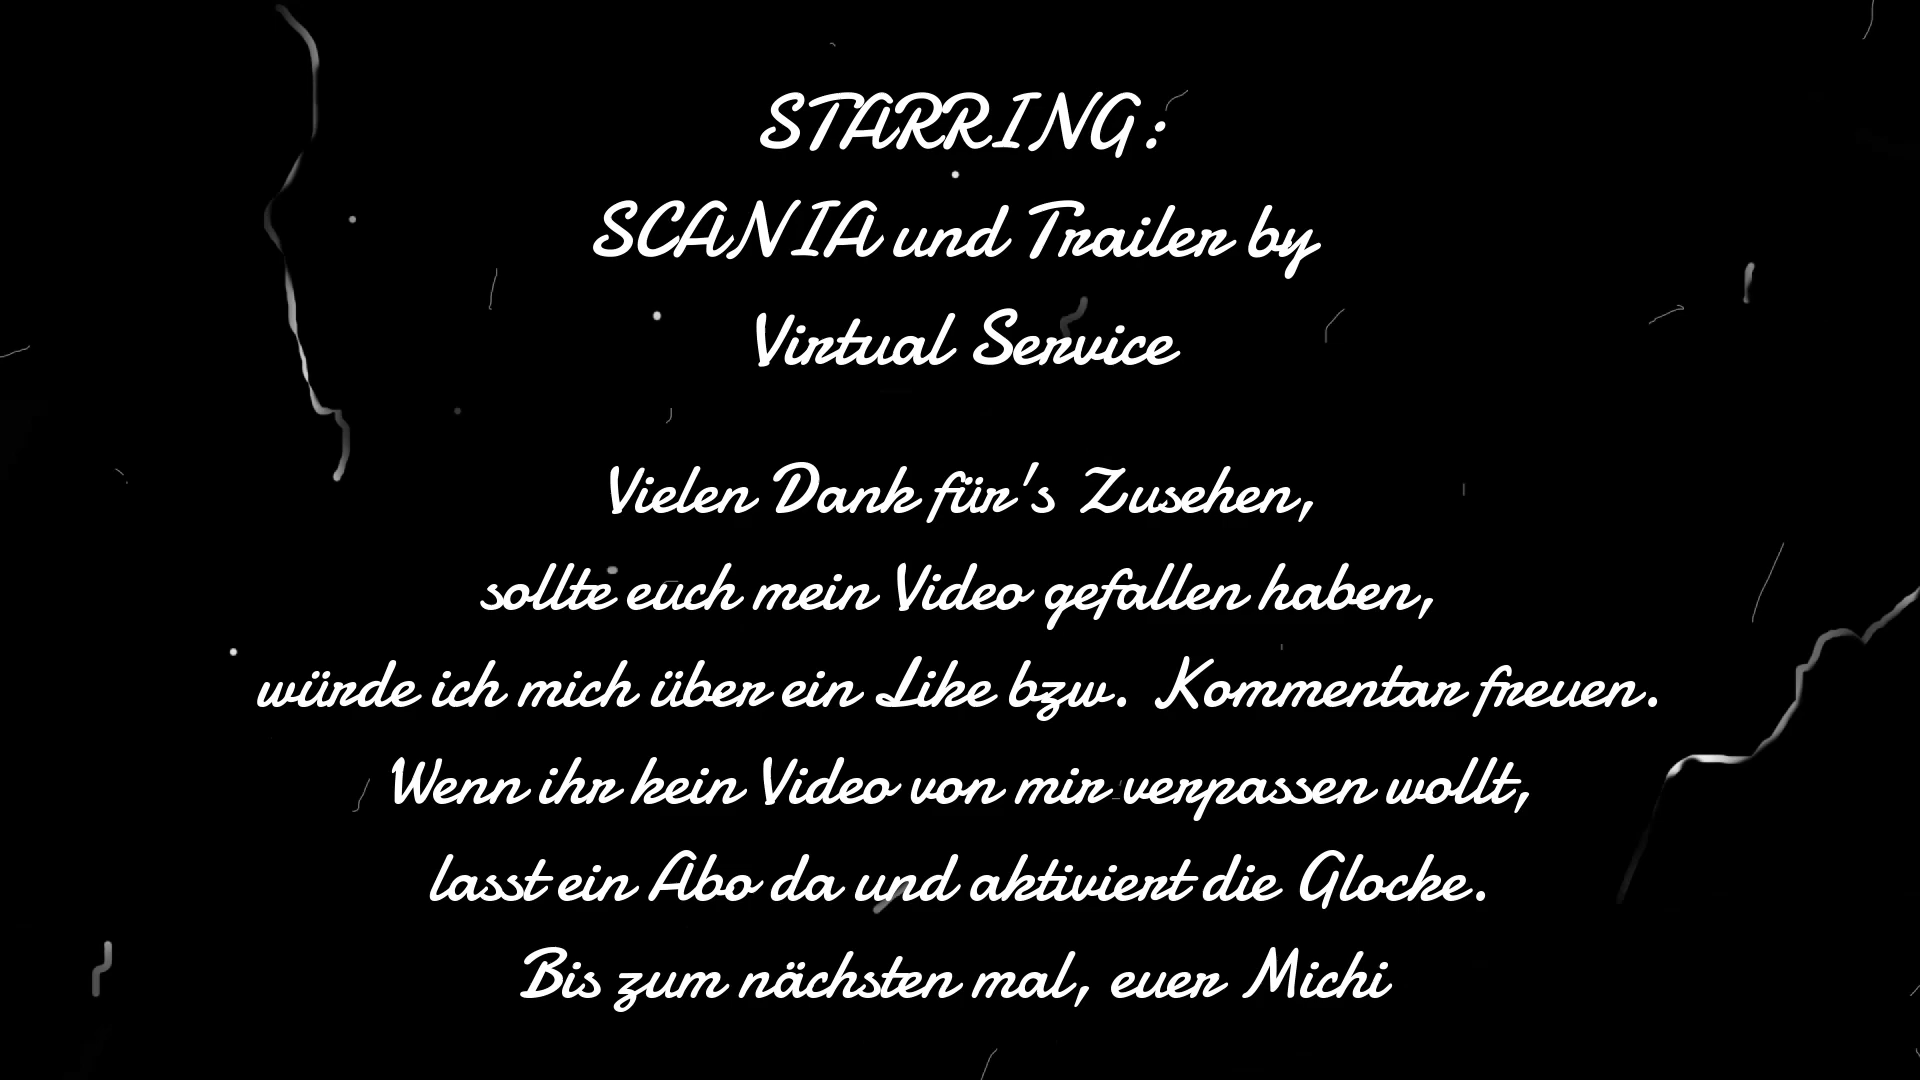 STARRING:
SCANIA und Trailer by
Virtual Service
Vielen Dank für's Zusehen,
sollte euch mein Video gefallen haben,
würde ich mich über ein Like bzw. Kommentar freuen.
Wenn ihr kein Video von mir verpassen wollt,
lasst ein Abo da und aktiviert die Glocke.
Bis zum nächsten mal, euer Michi